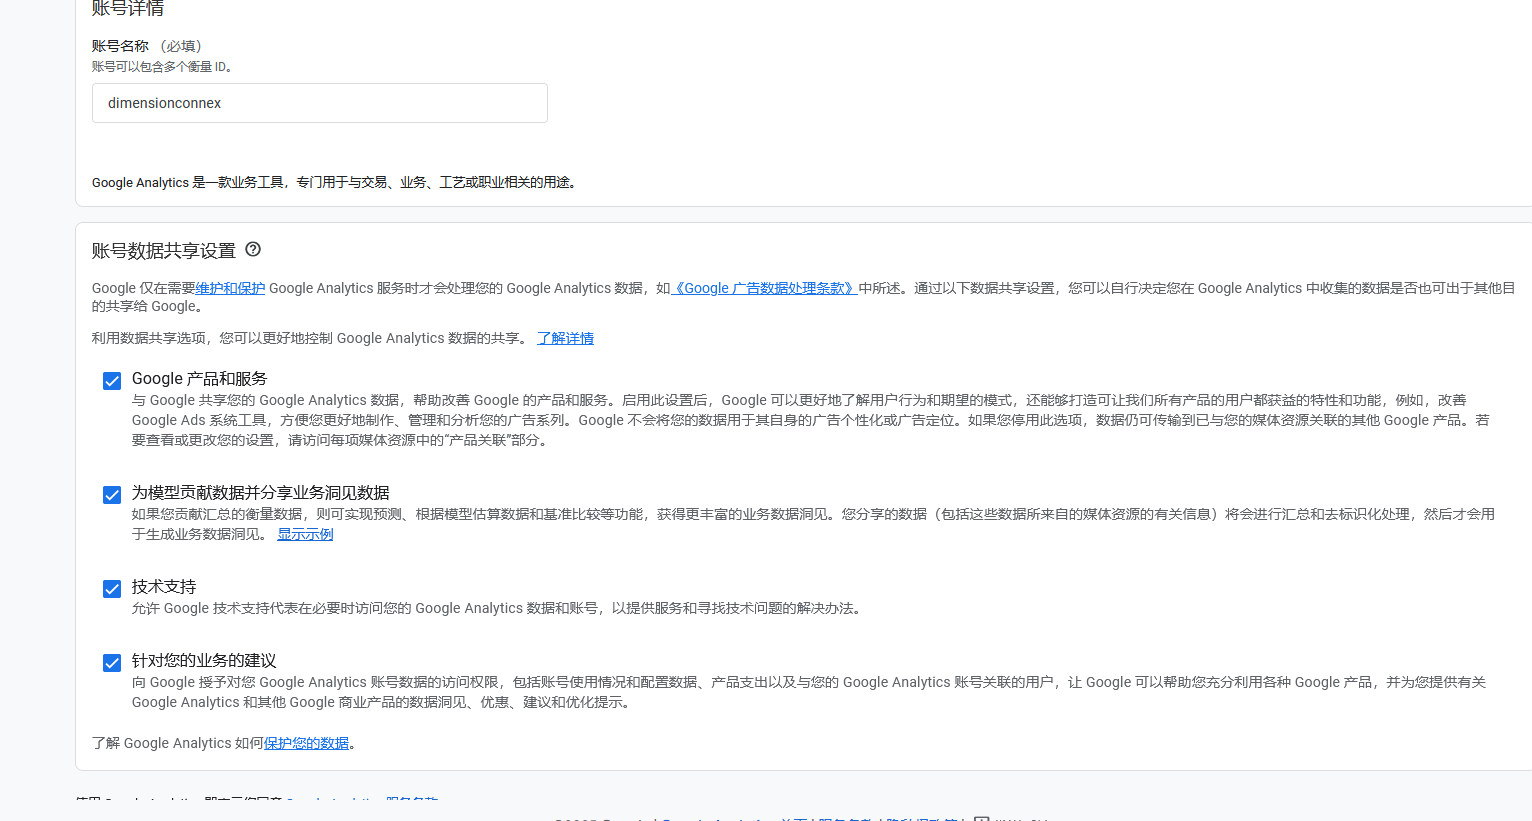 账号详情
账号名称 （必填）
账号可以包含多个衡量 ID。
dimensionconnex
Google Analytics 是一款业务工具，专门用于与交易、业务、工艺或职业相关的用途。
账号数据共享设置
Google 仅在需要维护和保护 Google Analytics 服务时才会处理您的 Google Analytics 数据，如《Google 广告数据处理条款》中所述。通过以下数据共享设置，您可以自行决定您在 Google Analytics 中收集的数据是否也可出于其他目
的共享给 Google。
利用数据共享选项，您可以更好地控制 Google Analytics 数据的共享。 了解详情
Google 产品和服务
与 Google 共享您的 Google Analytics 数据，帮助改善 Google 的产品和服务。启用此设置后，Google 可以更好地了解用户行为和期望的模式，还能够打造可让我们所有产品的用户都获益的特性和功能，例如，改善
Google Ads 系统工具，方便您更好地制作、管理和分析您的广告系列。Google 不会将您的数据用于其自身的广告个性化或广告定位。如果您停用此选项，数据仍可传输到已与您的媒体资源关联的其他 Google 产品。若
要查看或更改您的设置，请访问每项媒体资源中的“产品关联”部分。
为模型贡献数据并分享业务洞见数据
如果您贡献汇总的衡量数据，则可实现预测、根据模型估算数据和基准比较等功能，获得更丰富的业务数据洞见。您分享的数据（包括这些数据所来自的媒体资源的有关信息）将会进行汇总和去标识化处理，然后才会用
于生成业务数据洞见。 显示示例
技术支持
允许 Google 技术支持代表在必要时访问您的 Google Analytics 数据和账号，以提供服务和寻找技术问题的解决办法。
针对您的业务的建议
向 Google 授予对您 Google Analytics 账号数据的访问权限，包括账号使用情况和配置数据、产品支出以及与您的 Google Analytics 账号关联的用户，让 Google 可以帮助您充分利用各种 Google 产品，并为您提供有关
Google Analytics 和其他 Google 商业产品的数据洞见、优惠、建议和优化提示。
了解 Google Analytics 如何保护您的数据。